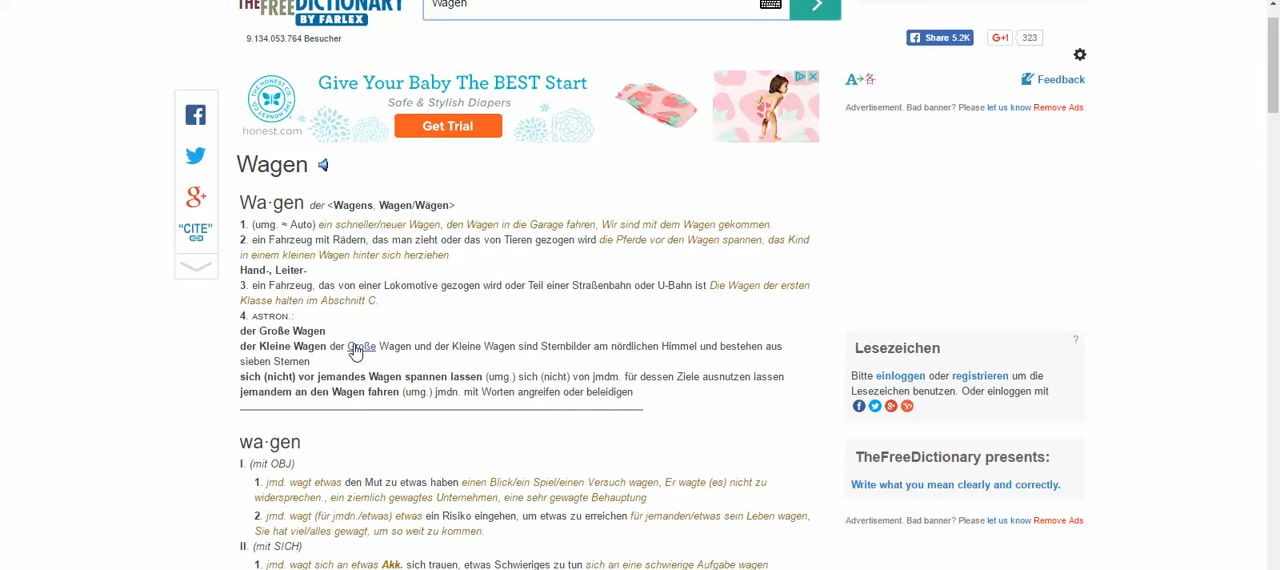 THEFREEDICTIONARY
BY FARLEX
Wagen
9.134.053.764 Besucher
Share 5.2K
G+1
323
Give Your Baby The BEST Start
Safe & Stylish Diapers
Get Trial
THE HONEST CO.
honest.com
A 各
Feedback
Advertisement. Bad banner? Please let us know Remove Ads
"CITE"
Wagen
Wa·gen der <Wagens, Wagen/Wägen>
1. (umg. ≈ Auto) ein schneller/neuer Wagen, den Wagen in die Garage fahren, Wir sind mit dem Wagen gekommen.
2. ein Fahrzeug mit Rädern, das man zieht oder das von Tieren gezogen wird die Pferde vor den Wagen spannen, das Kind
in einem kleinen Wagen hinter sich herziehen
Hand-, Leiter-
3. ein Fahrzeug, das von einer Lokomotive gezogen wird oder Teil einer Straßenbahn oder U-Bahn ist Die Wagen der ersten
Klasse halten im Abschnitt C.
4. ASTRON.:
der Große Wagen
der Kleine Wagen der Große Wagen und der Kleine Wagen sind Sternbilder am nördlichen Himmel und bestehen aus
sieben Sternen
sich (nicht) vor jemandes Wagen spannen lassen (umg.) sich (nicht) von jmdm. für dessen Ziele ausnutzen lassen
jemandem an den Wagen fahren (umg.) jmdn. mit Worten angreifen oder beleidigen
wa·gen
I. (mit OBJ)
1. jmd. wagt etwas den Mut zu etwas haben einen Blick/ein Spiel/einen Versuch wagen, Er wagte (es) nicht zu
widersprechen., ein ziemlich gewagtes Unternehmen, eine sehr gewagte Behauptung
2. jmd. wagt (für jmdn./etwas) etwas ein Risiko eingehen, um etwas zu erreichen für jemanden/etwas sein Leben wagen,
Sie hat viel/alles gewagt, um so weit zu kommen.
II. (mit SICH)
1. jmd. wagt sich an etwas Akk. sich trauen, etwas Schwieriges zu tun sich an eine schwierige Aufgabe wagen
Lesezeichen
?
Bitte einloggen oder registrieren um die
Lesezeichen benutzen. Oder einloggen mit
TheFreeDictionary presents:
Write what you mean clearly and correctly.
Advertisement. Bad banner? Please let us know Remove Ads